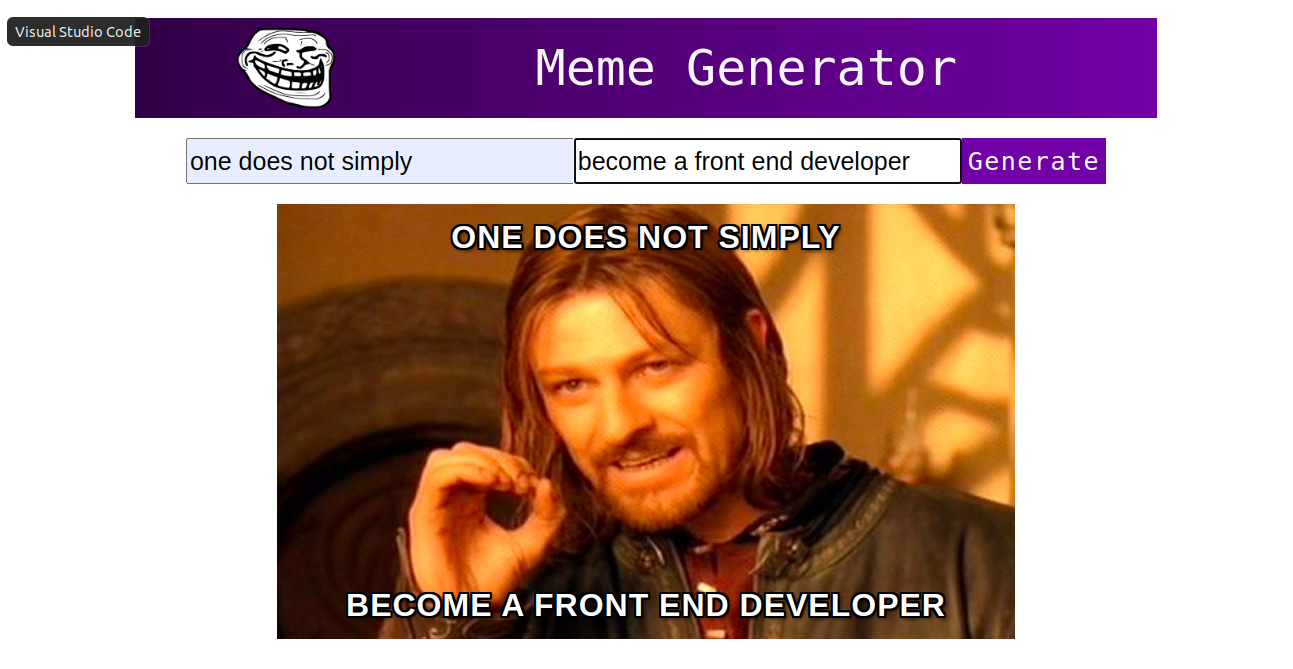 Visual Studio Code
Meme Generator
one does not simply
become a front end developer
Generate
ONE DOES NOT SIMPLY
BECOME A FRONT END DEVELOPER